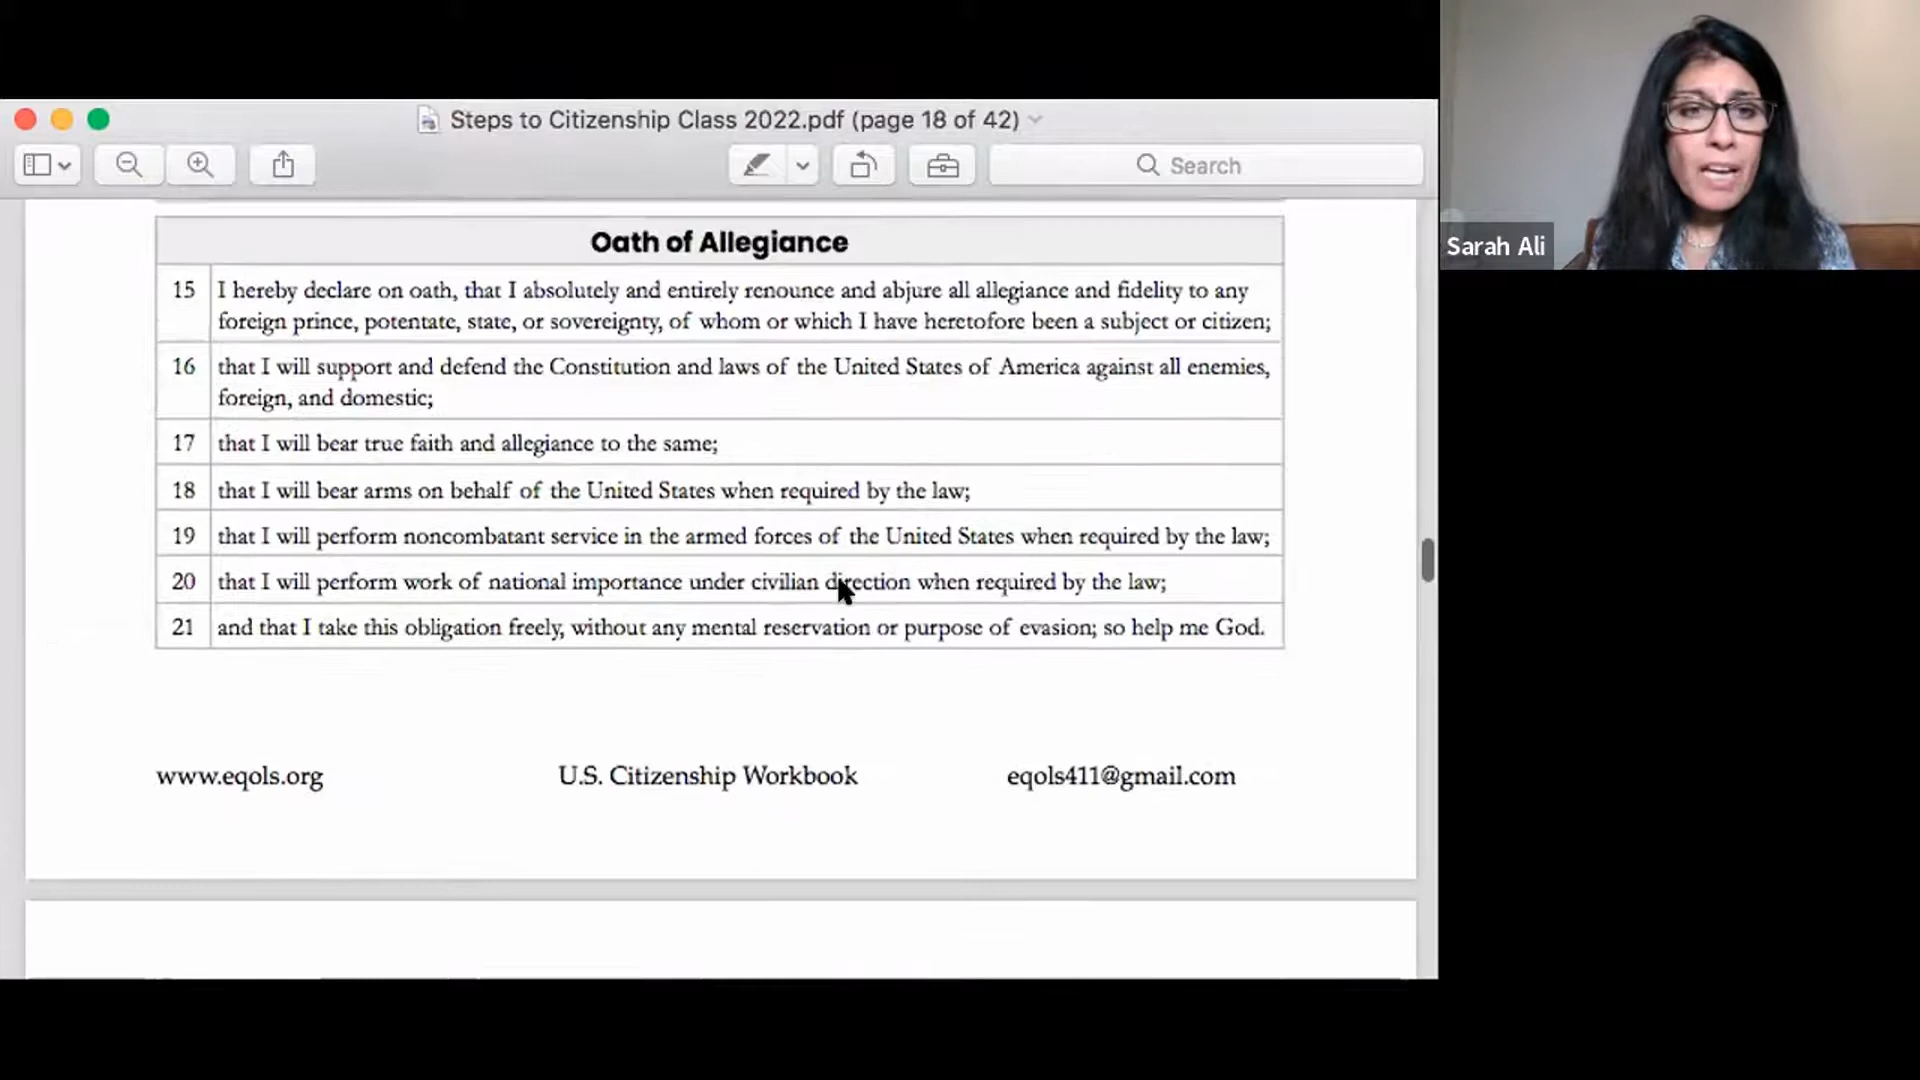 Steps to Citizenship Class 2022.pdf (page 18 of 42)
Search
Sarah Ali
Oath of Allegiance
15 I hereby declare on oath, that I absolutely and entirely renounce and abjure all allegiance and fidelity to any
foreign prince, potentate, state, or sovereignty, of whom or which I have heretofore been a subject or citizen;
16 that I will support and defend the Constitution and laws of the United States of America against all enemies,
foreign, and domestic;
17 that I will bear true faith and allegiance to the same;
18 that I will bear arms on behalf of the United States when required by the law;
19 that I will perform noncombatant service in the armed forces of the United States when required by the law;
20 that I will perform work of national importance under civilian direction when required by the law;
21 and that I take this obligation freely, without any mental reservation or purpose of evasion; so help me God.
www.eqols.org U.S. Citizenship Workbook eqols411@gmail.com